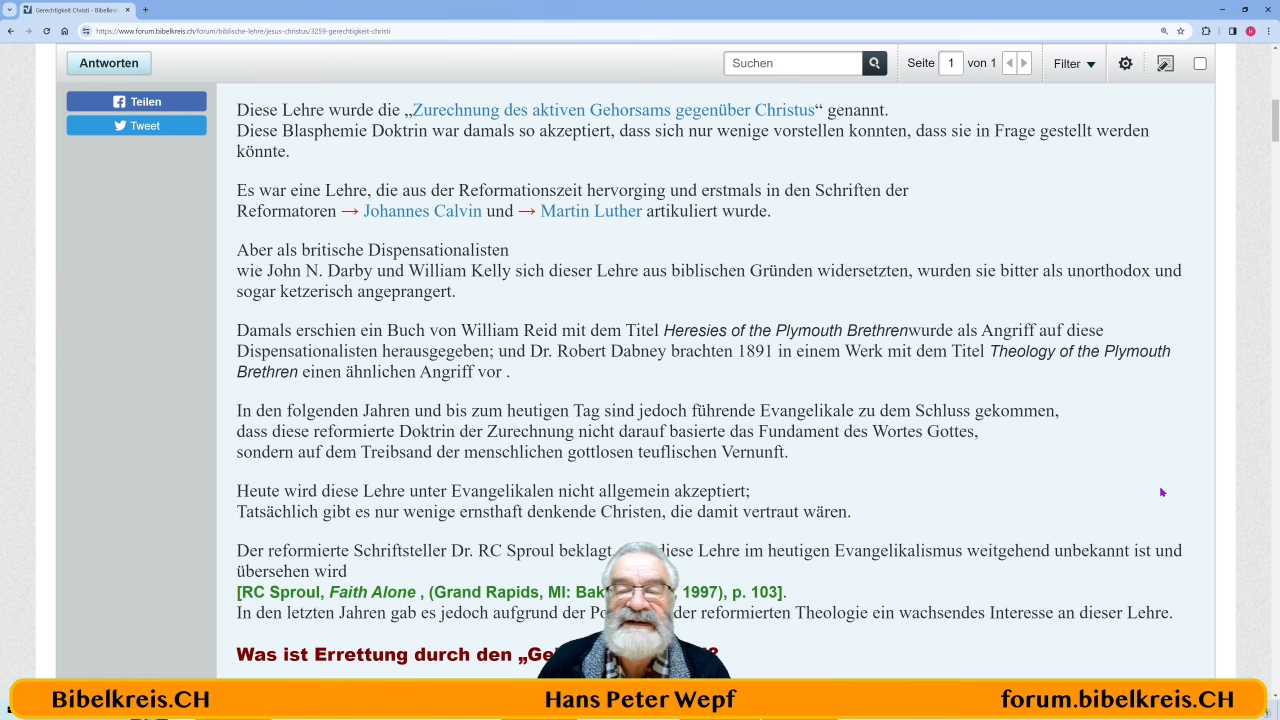 Gerechtigkeit Christi - Bibelkrei
https://www.forum.bibelkreis.ch/forum/biblische-lehre/jesus-christus/3259-gerechtigkeit-christi
Antworten
Suchen
Seite 1 von 1
Filter
Teilen
Tweet
Diese Lehre wurde die „Zurechnung des aktiven Gehorsams gegenüber Christus“ genannt.
Diese Blasphemie Doktrin war damals so akzeptiert, dass sich nur wenige vorstellen konnten, dass sie in Frage gestellt werden
könnte.
Es war eine Lehre, die aus der Reformationszeit hervorging und erstmals in den Schriften der
Reformatoren → Johannes Calvin und → Martin Luther artikuliert wurde.
Aber als britische Dispensationalisten
wie John N. Darby und William Kelly sich dieser Lehre aus biblischen Gründen widersetzten, wurden sie bitter als unorthodox und
sogar ketzerisch angeprangert.
Damals erschien ein Buch von William Reid mit dem Titel Heresies of the Plymouth Brethrenwurde als Angriff auf diese
Dispensationalisten herausgegeben; und Dr. Robert Dabney brachten 1891 in einem Werk mit dem Titel Theology of the Plymouth
Brethren einen ähnlichen Angriff vor .
In den folgenden Jahren und bis zum heutigen Tag sind jedoch führende Evangelikale zu dem Schluss gekommen,
dass diese reformierte Doktrin der Zurechnung nicht darauf basierte das Fundament des Wortes Gottes,
sondern auf dem Treibsand der menschlichen gottlosen teuflischen Vernunft.
Heute wird diese Lehre unter Evangelikalen nicht allgemein akzeptiert;
Tatsächlich gibt es nur wenige ernsthaft denkende Christen, die damit vertraut wären.
Der reformierte Schriftsteller Dr. RC Sproul beklagt diese Lehre im heutigen Evangelikalismus weitgehend unbekannt ist und
übersehen wird
[RC Sproul, Faith Alone , (Grand Rapids, MI: 1997), p. 103].
In den letzten Jahren gab es jedoch aufgrund der der reformierten Theologie ein wachsendes Interesse an dieser Lehre.
Was ist Errettung durch den
Bibelkreis.CH
Hans Peter Wepf
forum.bibelkreis.CH